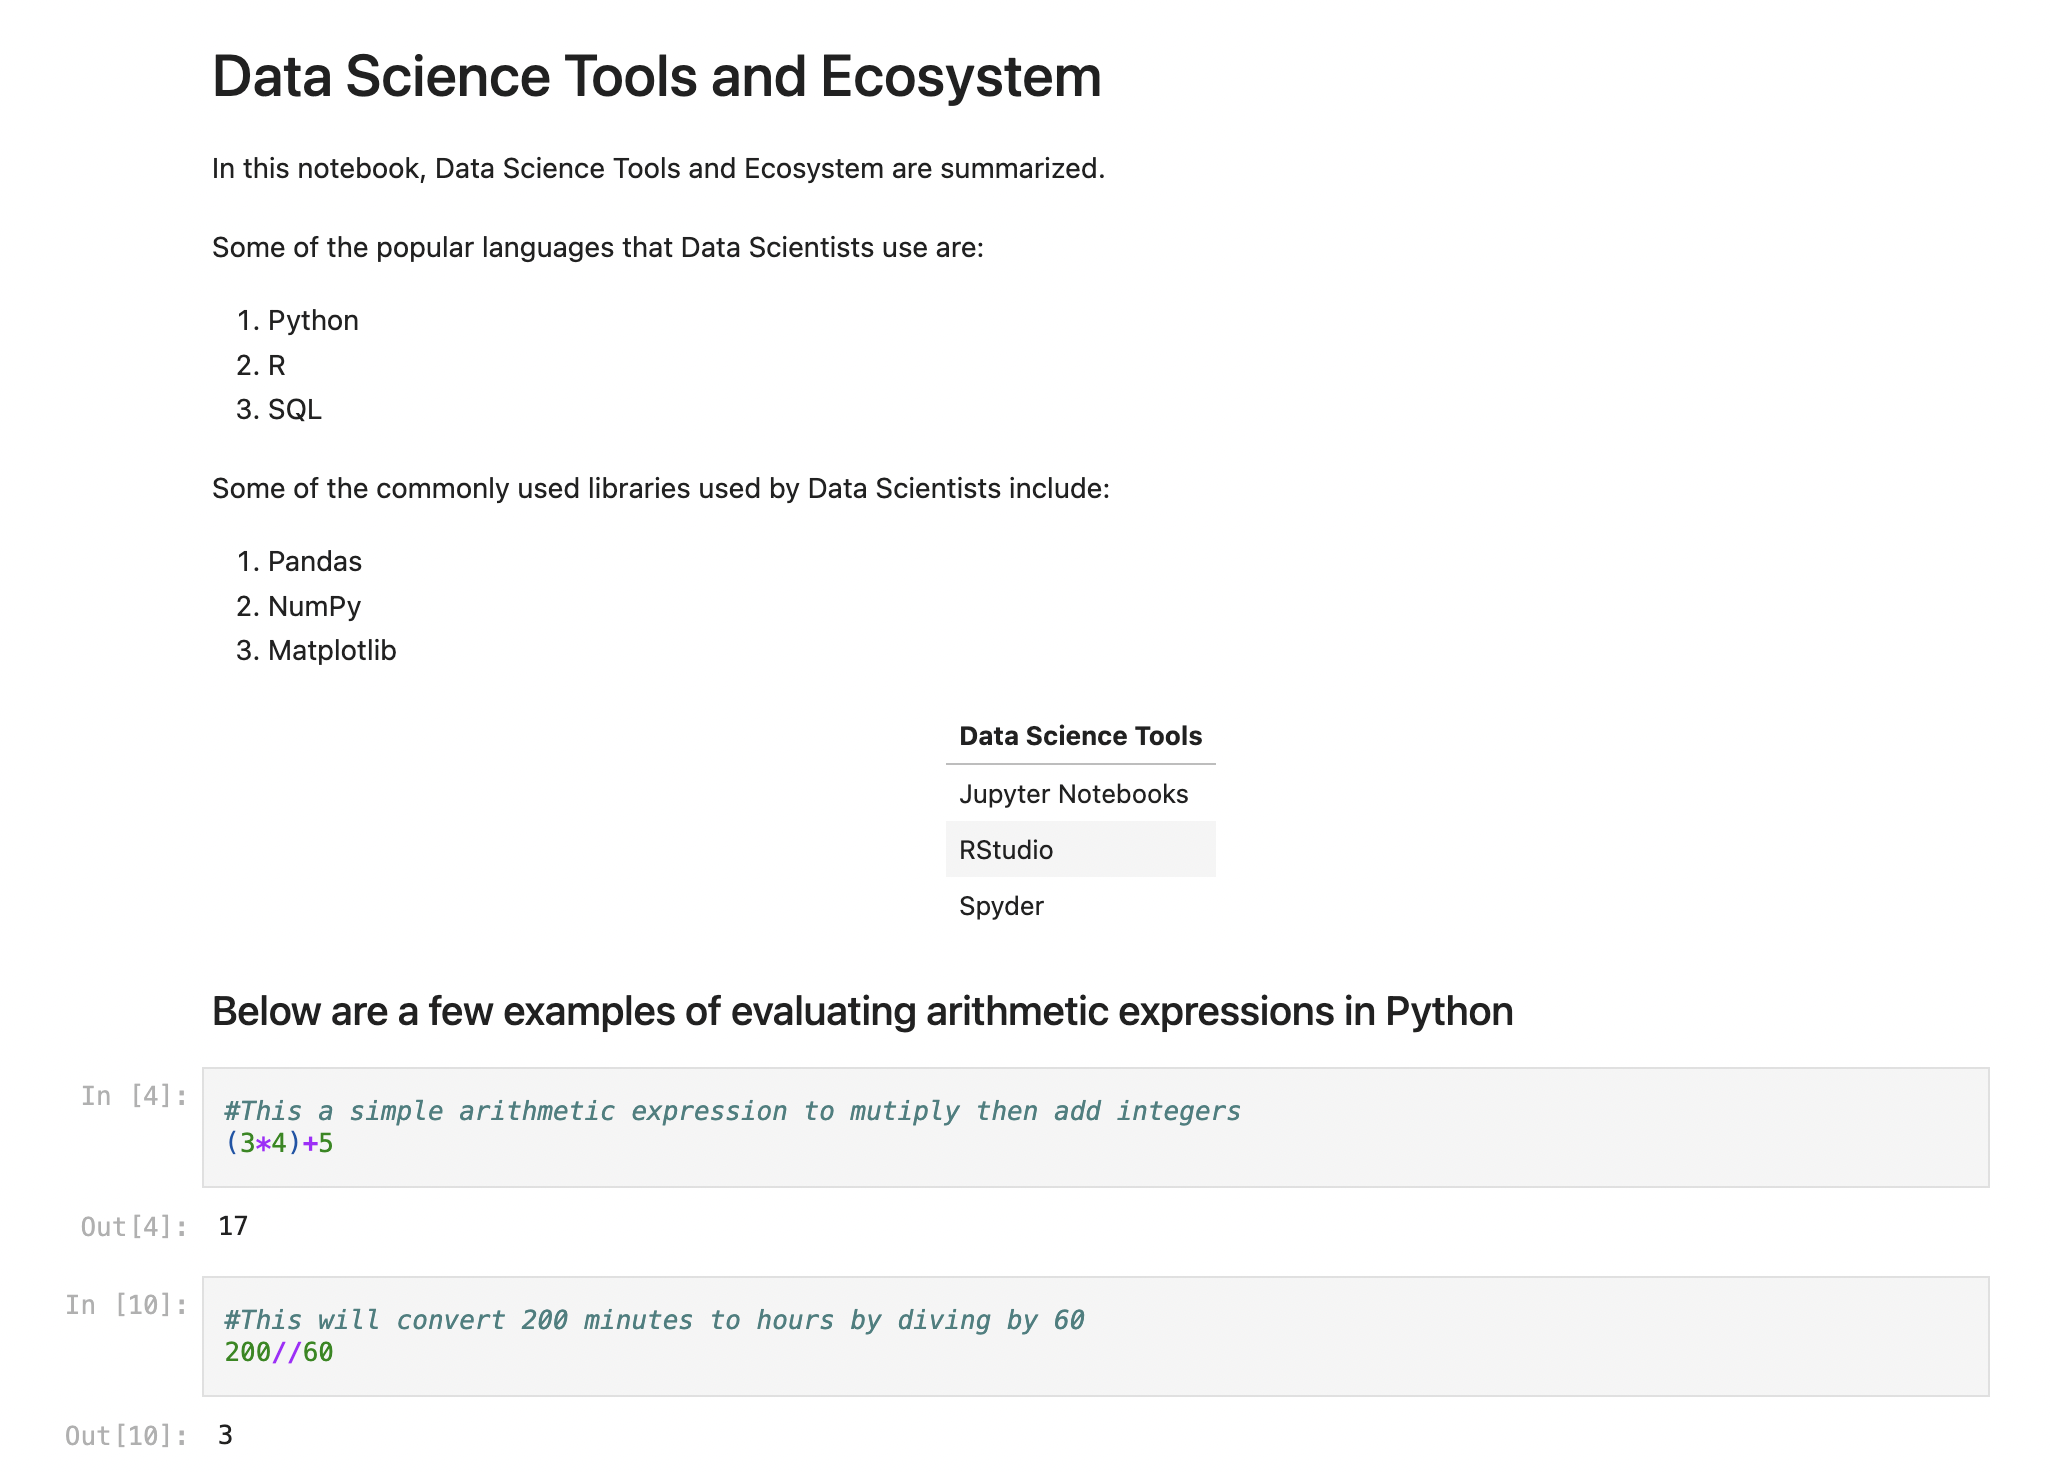 Data Science Tools and Ecosystem
In this notebook, Data Science Tools and Ecosystem are summarized.
Some of the popular languages that Data Scientists use are:
1. Python
2. R
3. SQL
Some of the commonly used libraries used by Data Scientists include:
1. Pandas
2. NumPy
3. Matplotlib
Data Science Tools
Jupyter Notebooks
RStudio
Spyder
Below are a few examples of evaluating arithmetic expressions in Python
In [4]: #This a simple arithmetic expression to mutiply then add integers
(3*4)+5
Out[4]: 17
In [10]: #This will convert 200 minutes to hours by diving by 60
200//60
Out[10]: 3